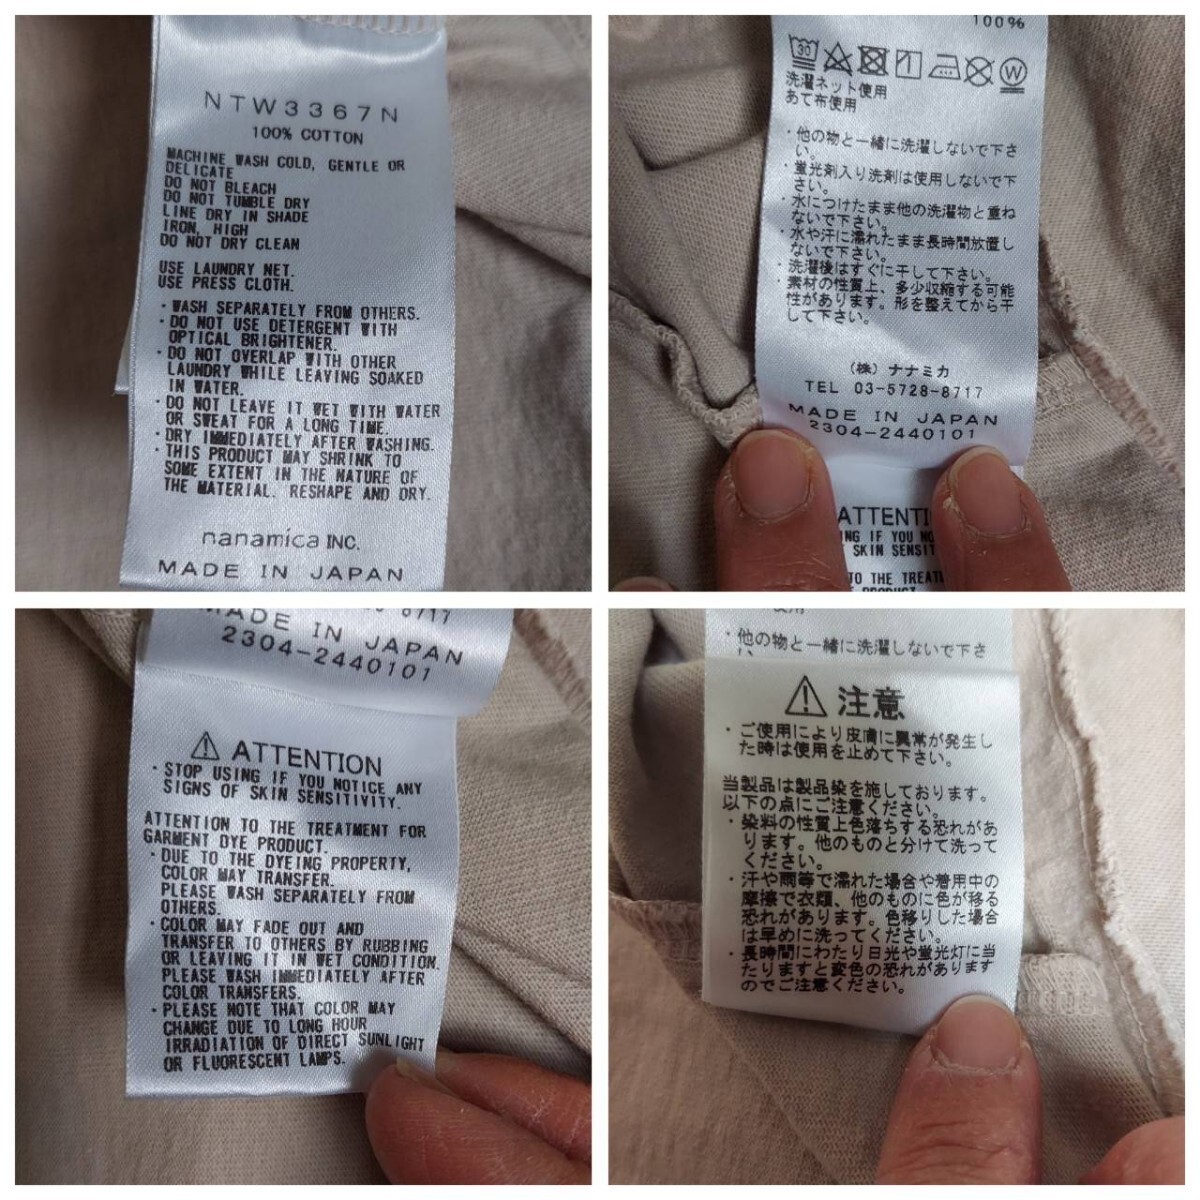 NTW3367N
100% COTTON
MACHINE WASH COLD, GENTLE OR
DELICATE
DO NOT BLEACH
DO NOT TUMBLE DRY
LINE DRY IN SHADE
IRON, HIGH
DO NOT DRY CLEAN
USE LAUNDRY NET.
USE PRESS CLOTH.
・WASH SEPARATELY FROM OTHERS.
・DO NOT USE DETERGENT WITH
OPTICAL BRIGHTENER.
・DO NOT OVERLAP WITH OTHER
LAUNDRY WHILE LEAVING SOAKED
IN WATER.
・DO NOT LEAVE IT WET WITH WATER
OR SWEAT FOR A LONG TIME.
・DRY IMMEDIATELY AFTER WASHING.
・THIS PRODUCT MAY SHRINK TO
SOME EXTENT IN THE NATURE OF
THE MATERIAL. RESHAPE AND DRY.
nanamica INC.
MADE IN JAPAN
100%
30 W
洗濯ネット使用
あて布使用
・他の物と一緒に洗濯しないで下さ
い。
・蛍光剤入り洗剤は使用しないで下
さい。
・水につけたまま他の洗濯物と重ね
ないで下さい。
・水や汗に濡れたまま長時間放置し
ないで下さい。
・洗濯後はすぐに干して下さい。
・素材の性質上、多少収縮する可能
性があります。形を整えてから干
して下さい。
(株) ナナミカ
TEL 03-5728-8717
MADE IN JAPAN
2304-2440101
ATTENTI
ING IF YOU NO
SKIN SENSIT
TO THE TREAT
8717
MADE IN JAPAN
2304-2440101
⚠ ATTENTION
・STOP USING IF YOU NOTICE ANY
SIGNS OF SKIN SENSITIVITY.
ATTENTION TO THE TREATMENT FOR
GARMENT DYE PRODUCT.
・DUE TO THE DYEING PROPERTY,
COLOR MAY TRANSFER.
PLEASE WASH SEPARATELY FROM
OTHERS.
・COLOR MAY FADE OUT AND
TRANSFER TO OTHERS BY RUBBING
OR LEAVING IT IN WET CONDITION.
PLEASE WASH IMMEDIATELY AFTER
COLOR TRANSFERS.
・PLEASE NOTE THAT COLOR MAY
CHANGE DUE TO LONG HOUR
IRRADIATION OF DIRECT SUNLIGHT
OR FLUORESCENT LAMPS.
・他の物と一緒に洗濯しないで下さ
⚠ 注意
・ご使用により皮膚に異常が発生し
た時は使用を止めて下さい。
当製品は製品染を施しております。
以下の点にご注意ください。
・染料の性質上色落ちする恐れがあ
ります。他のものと分けて洗って
ください。
・汗や雨等で濡れた場合や着用中の
摩擦で衣類、他のものに色が移る
恐れがあります。色移りした場合
は早めに洗ってください。
・長時間にわたり日光や蛍光灯に当
たりますと変色の恐れがあります
のでご注意ください。